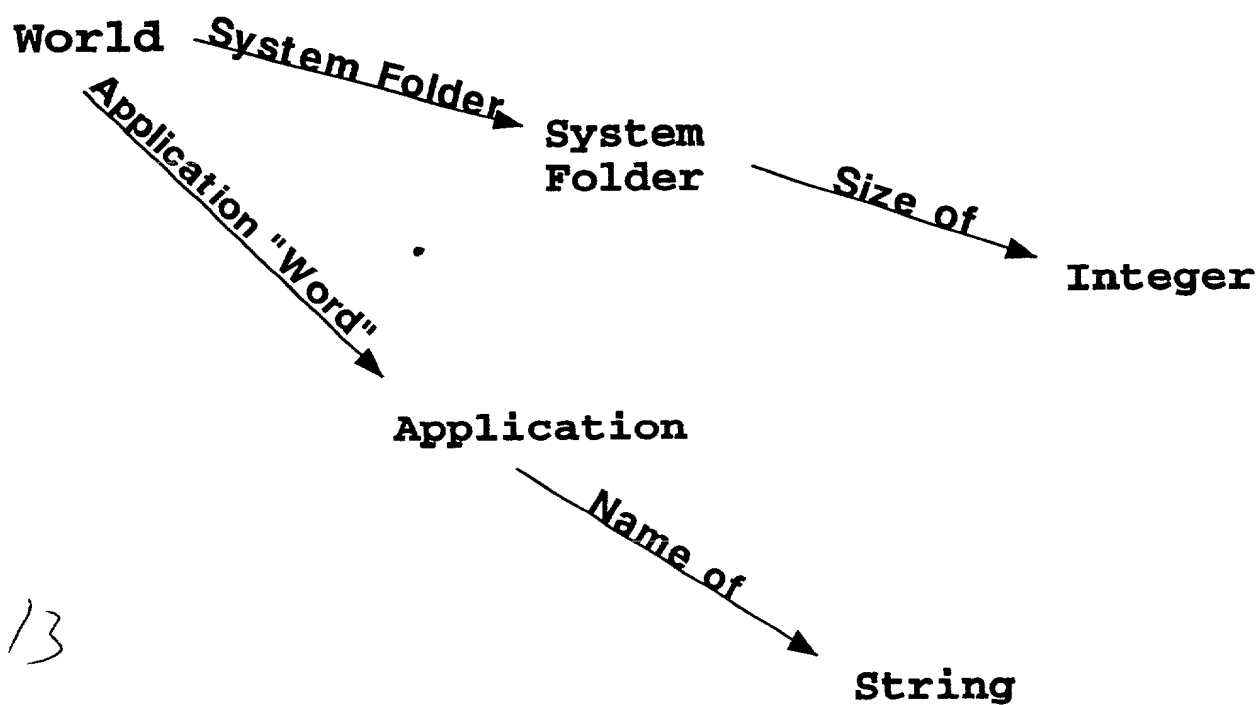 World
System Folder
System
Folder
Size of
Integer
Application "Word"
Application
Name of
String
13